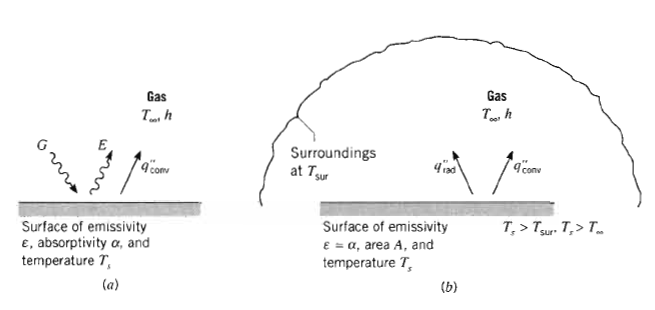 Gas
T∞, h
G
E
q″conv
Surface of emissivity
ε, absorptivity α, and
temperature Ts
(a)
Gas
T∞, h
Surroundings
at Tsur
q″rad
q″conv
Surface of emissivity
ε = α, area A, and
temperature Ts
Ts > Tsur, Ts > T∞
(b)